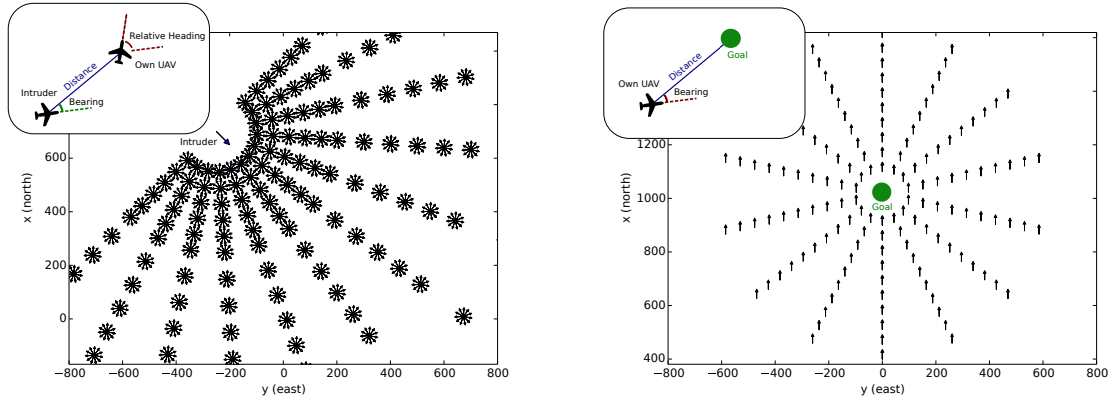 Relative Heading
Own UAV
Distance
Intruder
Bearing
Intruder
600
400
200
0
−800
−600
−400
−200
0
200
400
600
800
x (north)
y (east)
Goal
Distance
Own UAV
Bearing
1200
1000
800
600
400
Goal
−800
−600
−400
−200
0
200
400
600
800
x (north)
y (east)